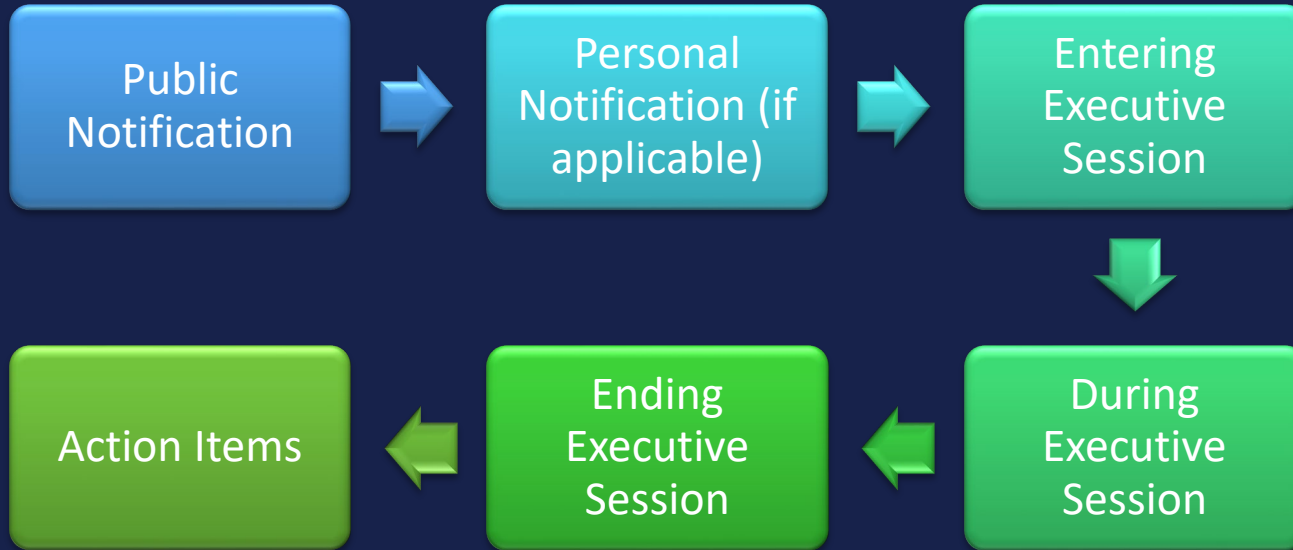 Public
Notification
Personal
Notification (if
applicable)
Entering
Executive
Session
During
Executive
Session
Ending
Executive
Session
Action Items